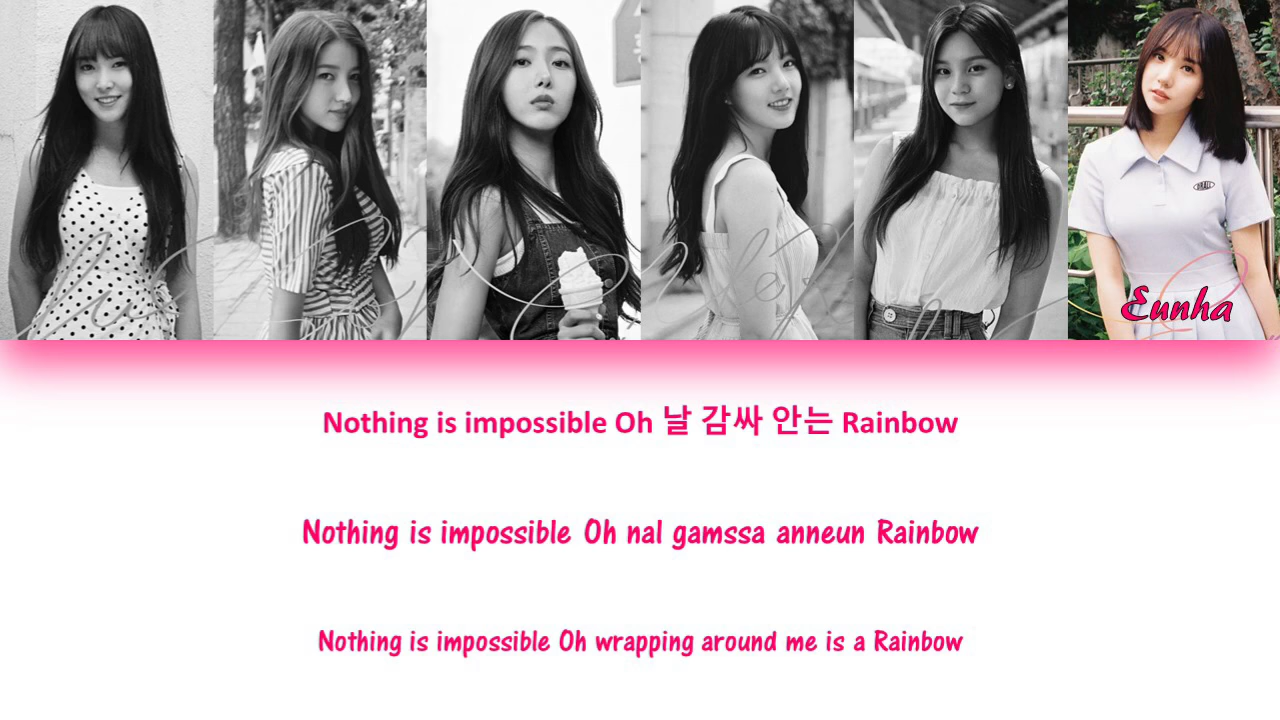 Eunha
Nothing is impossible Oh 날 감싸 안는 Rainbow
Nothing is impossible Oh nal gamssa anneun Rainbow
Nothing is impossible Oh wrapping around me is a Rainbow